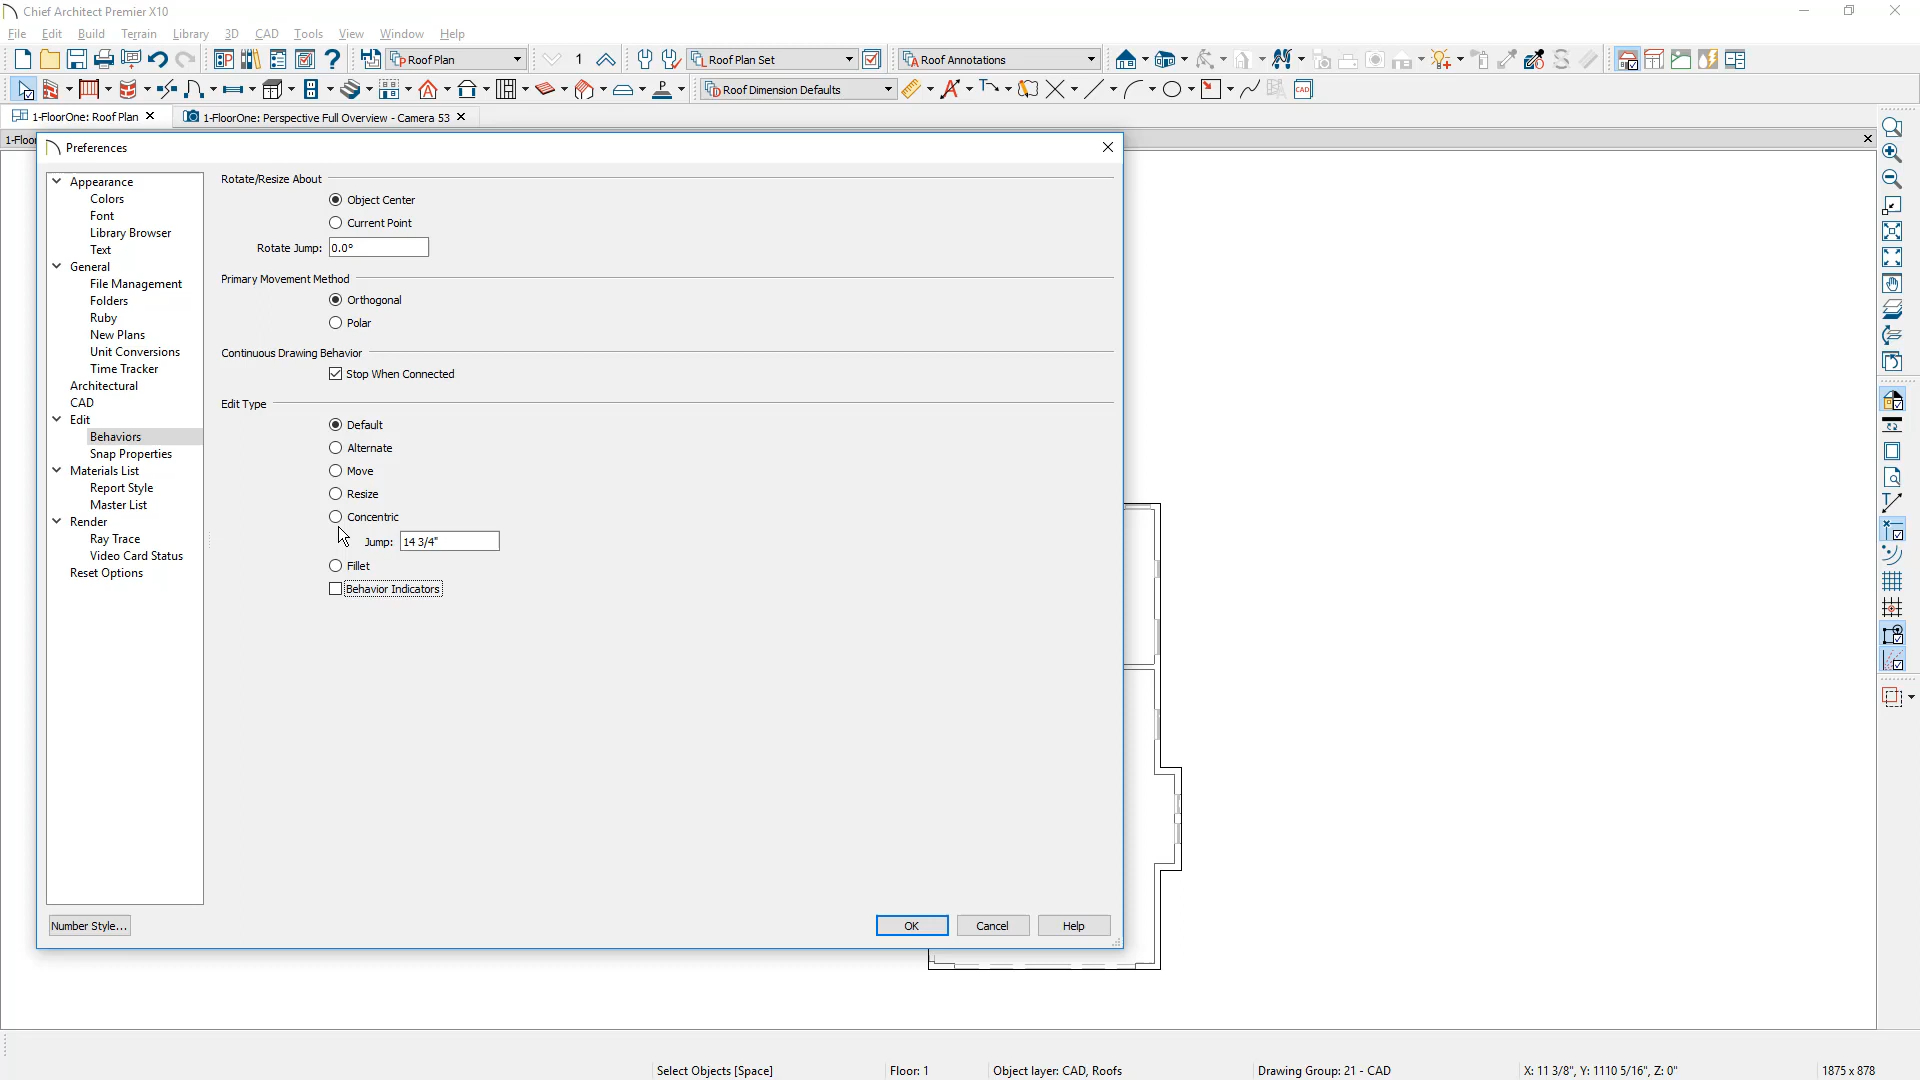 Chief Architect Premier X10
File Edit Build Terrain Library 3D CAD Tools View Window Help
Roof Plan 1 Roof Plan Set Roof Annotations
Roof Dimension Defaults CAD
1-FloorOne: Roof Plan 1-FloorOne: Perspective Full Overview - Camera 53
1-Floor
Preferences
Appearance
Colors
Font
Library Browser
Text
General
File Management
Folders
Ruby
New Plans
Unit Conversions
Time Tracker
Architectural
CAD
Edit
Behaviors
Snap Properties
Materials List
Report Style
Master List
Render
Ray Trace
Video Card Status
Reset Options
Rotate/Resize About
Object Center
Current Point
Rotate Jump: 0.0°
Primary Movement Method
Orthogonal
Polar
Continuous Drawing Behavior
Stop When Connected
Edit Type
Default
Alternate
Move
Resize
Concentric
Jump: 14 3/4"
Fillet
Behavior Indicators
Number Style... OK Cancel Help
Select Objects [Space] Floor: 1 Object layer: CAD, Roofs Drawing Group: 21 - CAD X: 11 3/8", Y: 1110 5/16", Z: 0" 1875 x 878